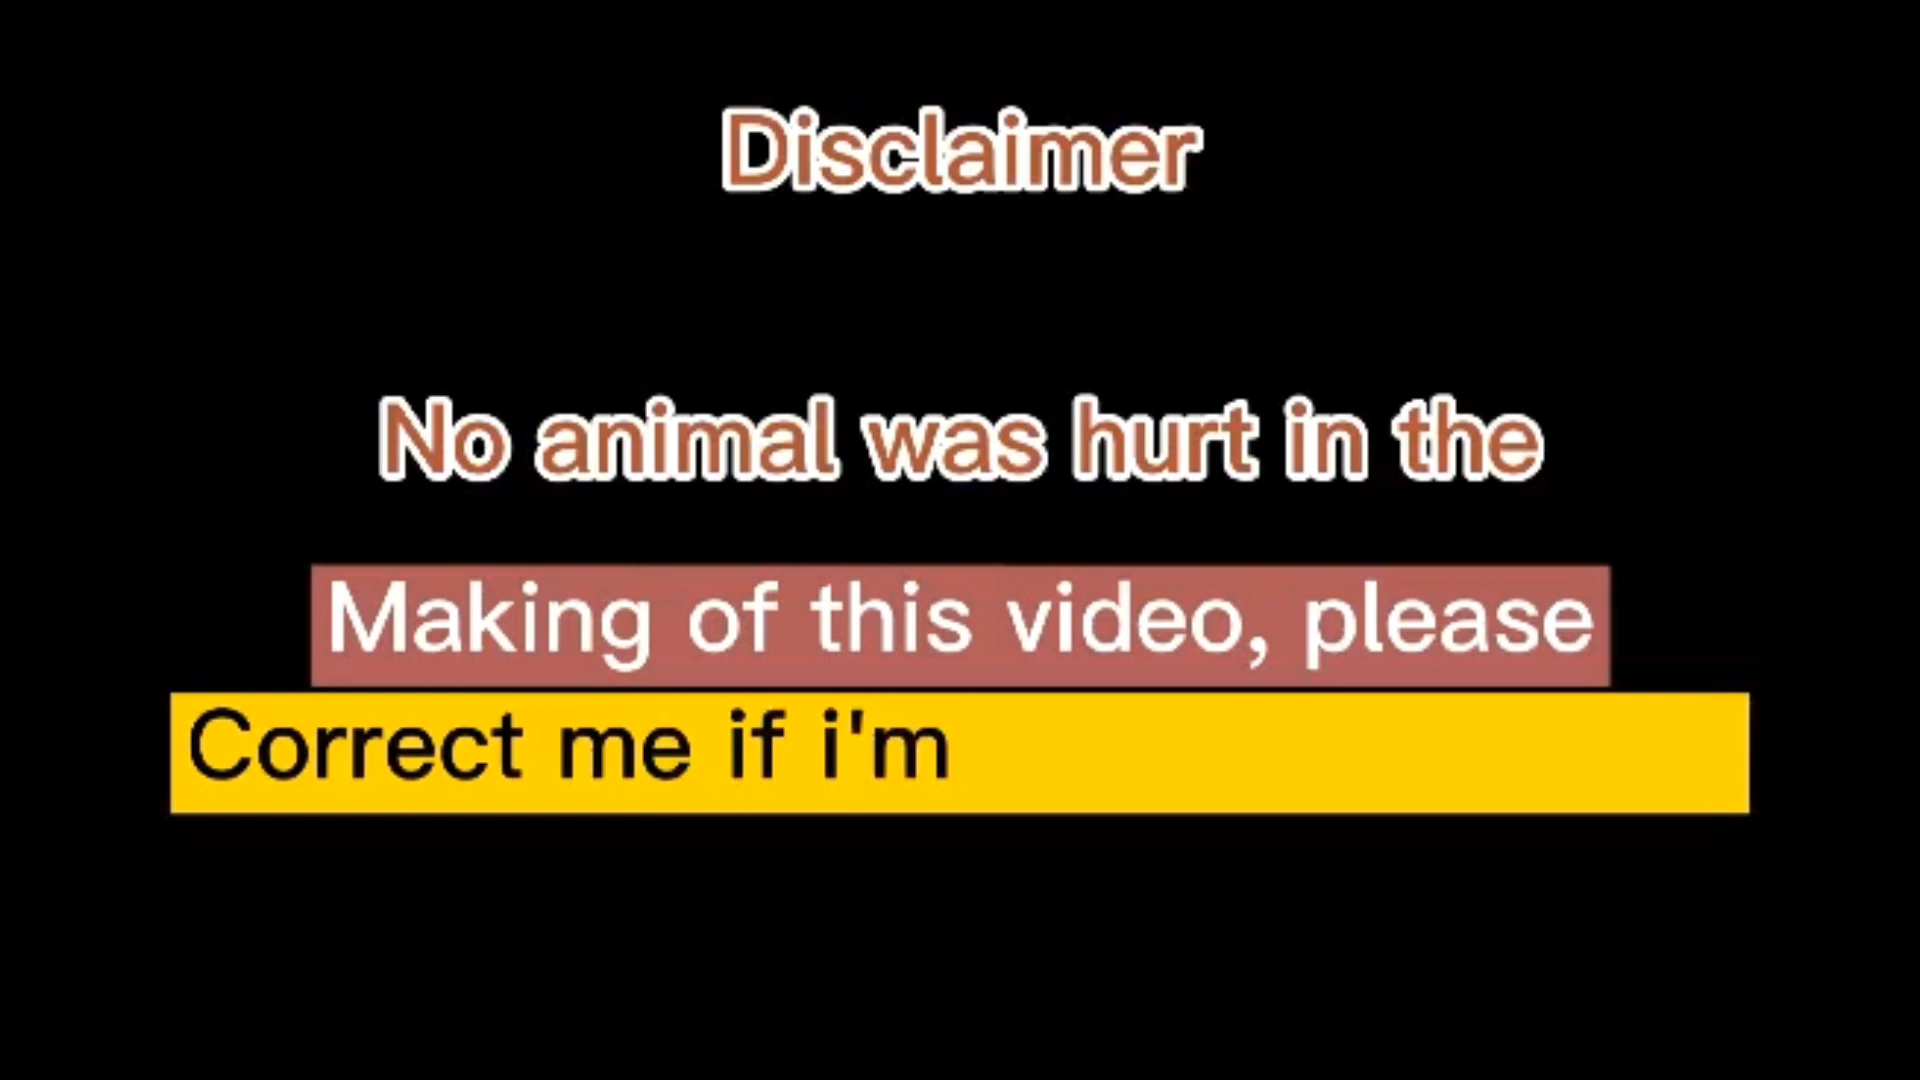 Disclaimer
No animal was hurt in the
Making of this video, please
Correct me if i'm